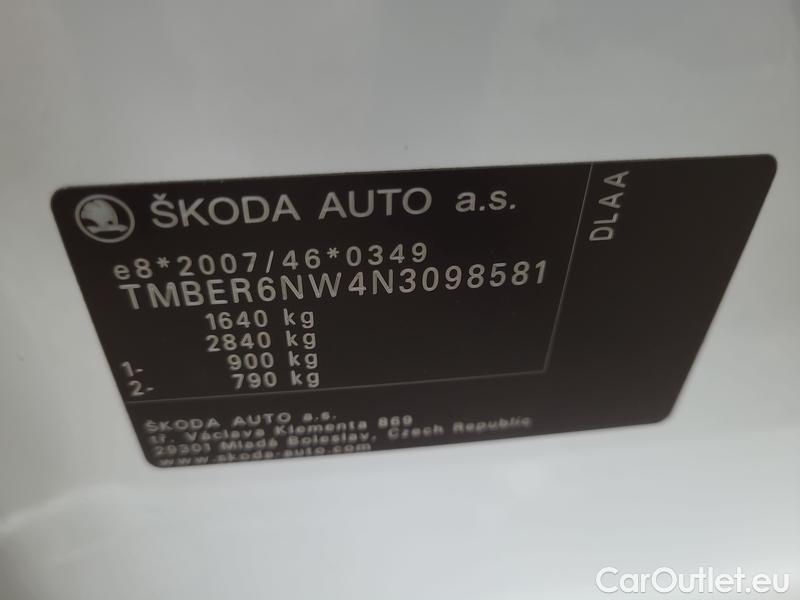 ŠKODA AUTO a.s.
DLAA
e8*2007/46*0349
TMBER6NW4N3098581
1640 kg
2840 kg
1- 900 kg
2- 790 kg
ŠKODA AUTO a.s.
tř. Václava Klementa 869
29301 Mladá Boleslav, Czech Republic
www.skoda-auto.com
CarOutlet.eu